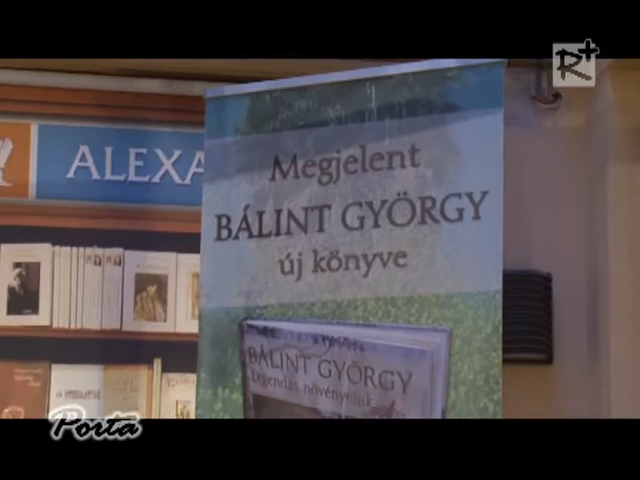 R+
ALEXA
Megjelent
BÁLINT GYÖRGY
új könyve
BÁLINT GYÖRGY
Legendás növényeink
Porta